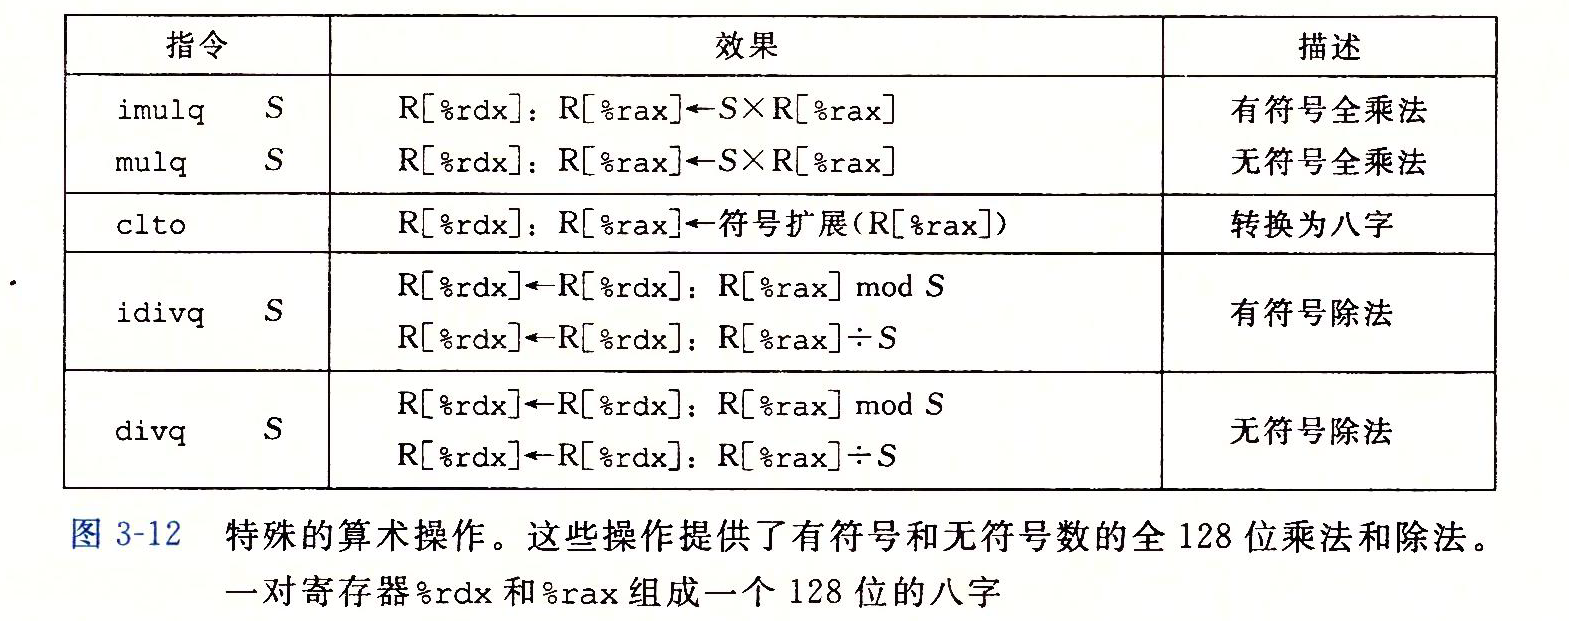 指令 效果 描述
imulq S R[%rdx]：R[%rax]←S×R[%rax] 有符号全乘法
mulq S R[%rdx]：R[%rax]←S×R[%rax] 无符号全乘法
clto R[%rdx]：R[%rax]←符号扩展(R[%rax]) 转换为八字
idivq S R[%rdx]←R[%rdx]：R[%rax] mod S 有符号除法
R[%rdx]←R[%rdx]：R[%rax]÷S
divq S R[%rdx]←R[%rdx]：R[%rax] mod S 无符号除法
R[%rdx]←R[%rdx]：R[%rax]÷S
图 3-12 特殊的算术操作。这些操作提供了有符号和无符号数的全 128 位乘法和除法。
一对寄存器%rdx 和%rax 组成一个 128 位的八字